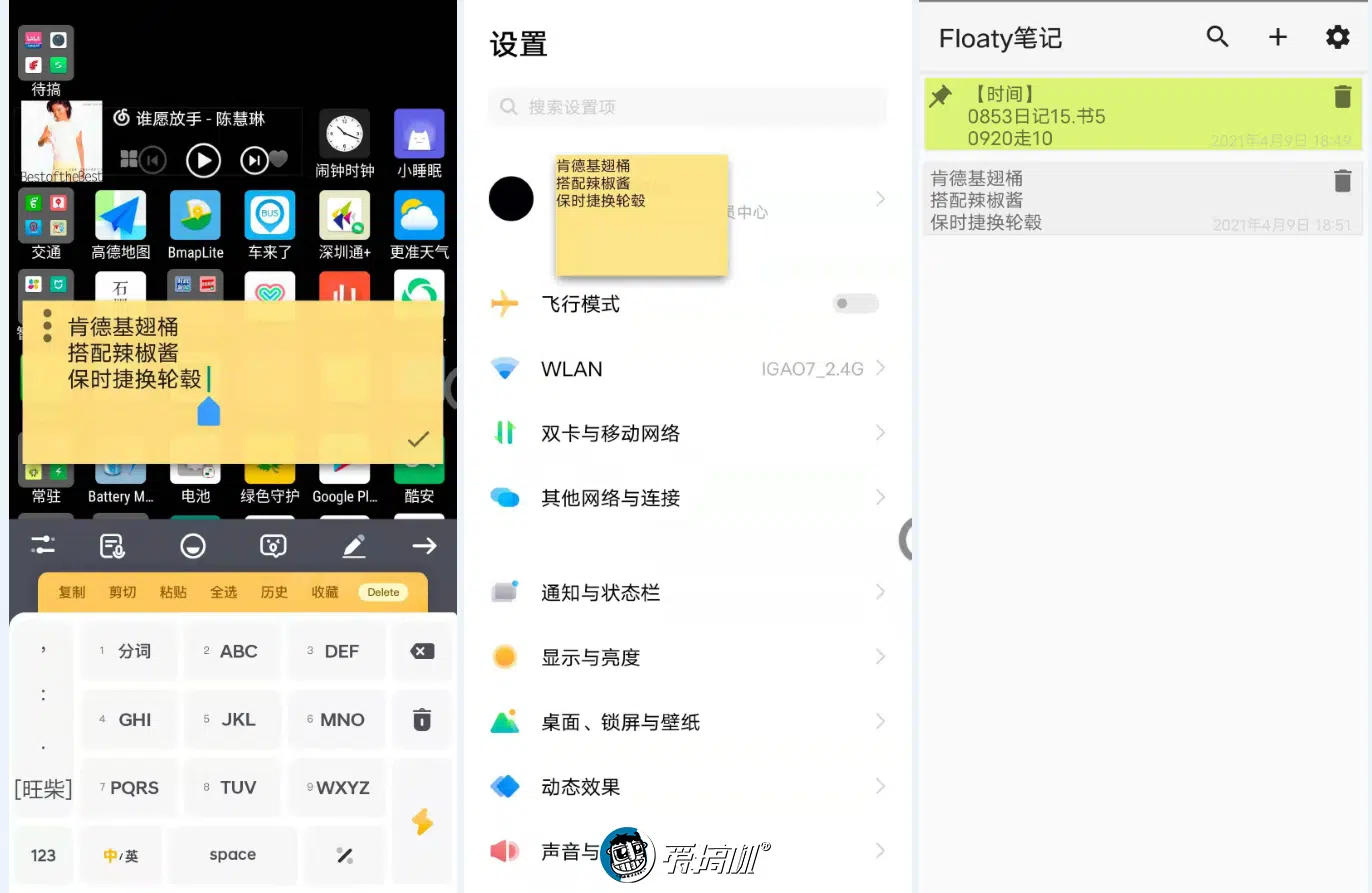 待搞
谁愿放手 - 陈慧琳
BestoftheBest
闹钟时钟
小睡眠
交通
高德地图
BmapLite
BUS
车来了
深圳通+
更准天气
石
肯德基翅桶
搭配辣椒酱
保时捷换轮毂
常驻
Battery M...
电池
绿色守护
Google Pl...
酷安
复制 剪切 粘贴 全选 历史 收藏 Delete
, 1 分词 2 ABC 3 DEF
: 4 GHI 5 JKL 6 MNO
.
[旺柴] 7 PQRS 8 TUV 9 WXYZ
123 中/英 space
设置
搜索设置项
肯德基翅桶
搭配辣椒酱
保时捷换轮毂
员中心
飞行模式
WLAN IGAO7_2.4G
双卡与移动网络
其他网络与连接
通知与状态栏
显示与亮度
桌面、锁屏与壁纸
动态效果
声音与
爱搞机®
Floaty笔记
【时间】
0853日记15.书5
0920走10
2021年4月9日 18:49
肯德基翅桶
搭配辣椒酱
保时捷换轮毂
2021年4月9日 18:51